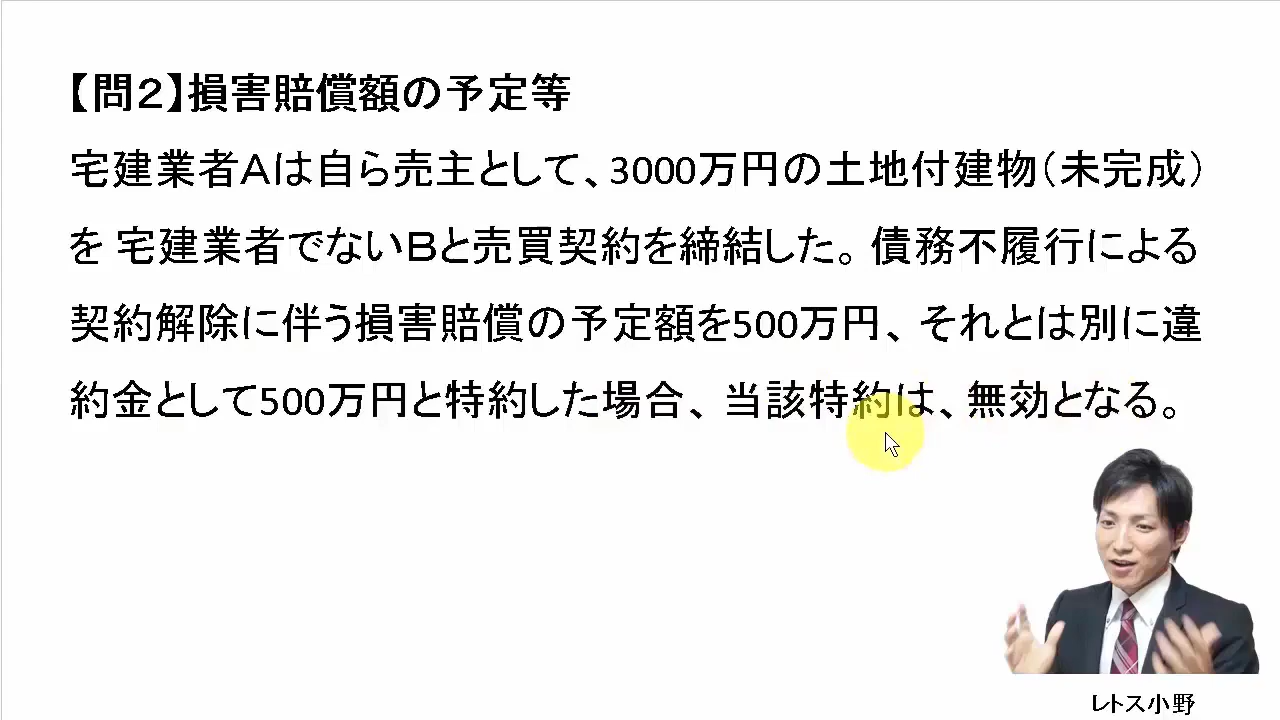 【問２】損害賠償額の予定等
宅建業者Ａは自ら売主として、3000万円の土地付建物（未完成）
を 宅建業者でないＢと売買契約を締結した。債務不履行による
契約解除に伴う損害賠償の予定額を500万円、それとは別に違
約金として500万円と特約した場合、当該特約は、無効となる。
レトス小野